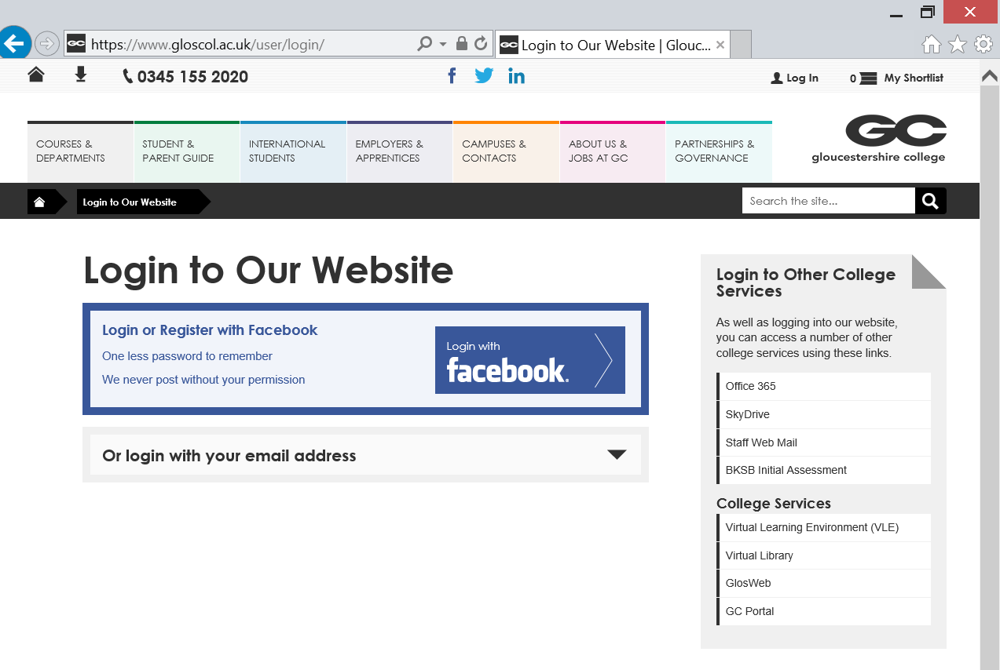 https://www.gloscol.ac.uk/user/login/
Login to Our Website | Glouc...
0345 155 2020
Log In
0
My Shortlist
COURSES &
DEPARTMENTS
STUDENT &
PARENT GUIDE
INTERNATIONAL
STUDENTS
EMPLOYERS &
APPRENTICES
CAMPUSES &
CONTACTS
ABOUT US &
JOBS AT GC
PARTNERSHIPS &
GOVERNANCE
GC
gloucestershire college
Login to Our Website
Search the site...
Login to Our Website
Login or Register with Facebook
One less password to remember
We never post without your permission
Login with
facebook.
Or login with your email address
Login to Other College
Services
As well as logging into our website,
you can access a number of other
college services using these links.
Office 365
SkyDrive
Staff Web Mail
BKSB Initial Assessment
College Services
Virtual Learning Environment (VLE)
Virtual Library
GlosWeb
GC Portal